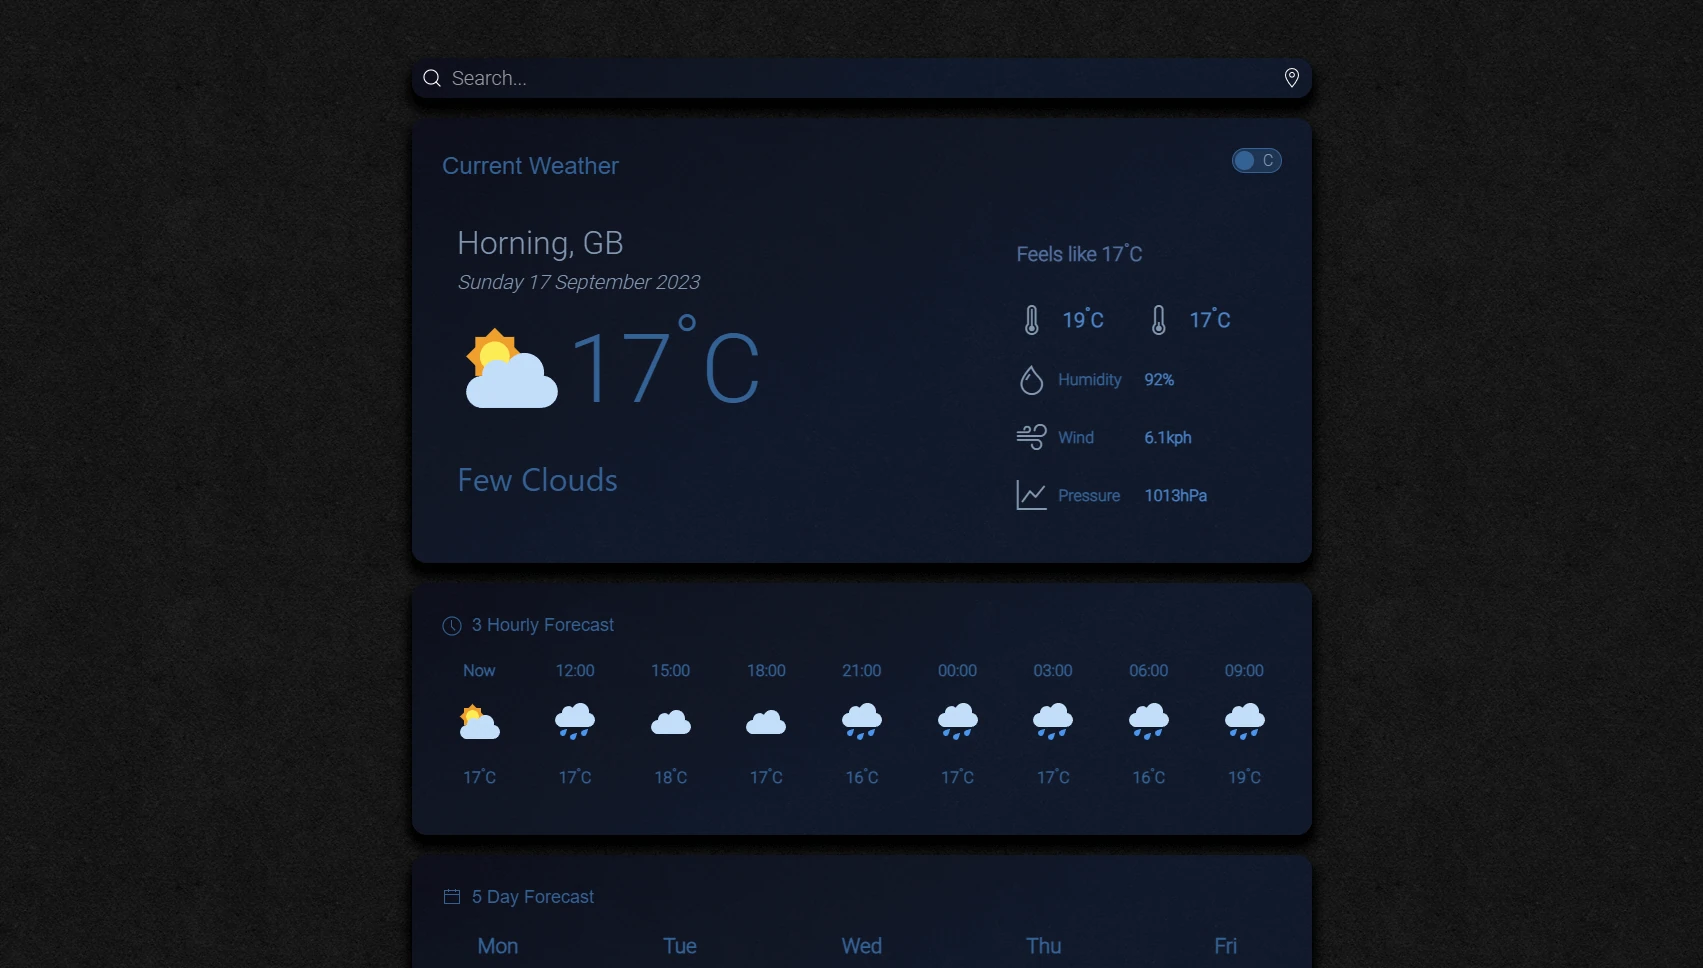 Search...
Current Weather
C
Horning, GB
Sunday 17 September 2023
17°C
Few Clouds
Feels like 17°C
19°C 17°C
Humidity 92%
Wind 6.1kph
Pressure 1013hPa
3 Hourly Forecast
Now 12:00 15:00 18:00 21:00 00:00 03:00 06:00 09:00
17°C 17°C 18°C 17°C 16°C 17°C 17°C 16°C 19°C
5 Day Forecast
Mon Tue Wed Thu Fri